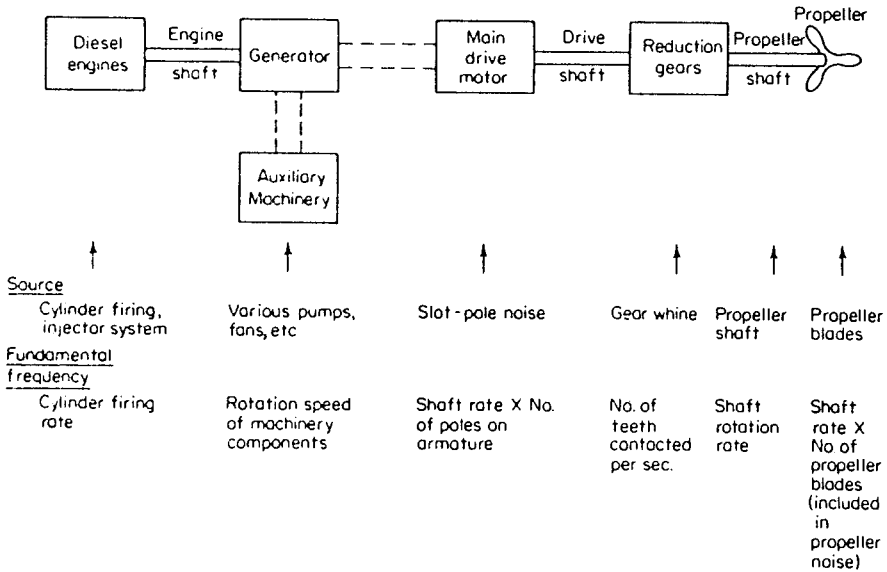 Propeller
Diesel
engines
Engine
shaft
Generator
Main
drive
motor
Drive
shaft
Reduction
gears
Propeller
shaft
Auxiliary
Machinery
Source
Cylinder firing,
injector system
Various pumps,
fans, etc
Slot-pole noise
Gear whine
Propeller
shaft
Propeller
blades
Fundamental
frequency
Cylinder firing
rate
Rotation speed
of machinery
components
Shaft rate X No.
of poles on
armature
No. of
teeth
contacted
per sec.
Shaft
rotation
rate
Shaft
rate X
No. of
propeller
blades
(included
in
propeller
noise)